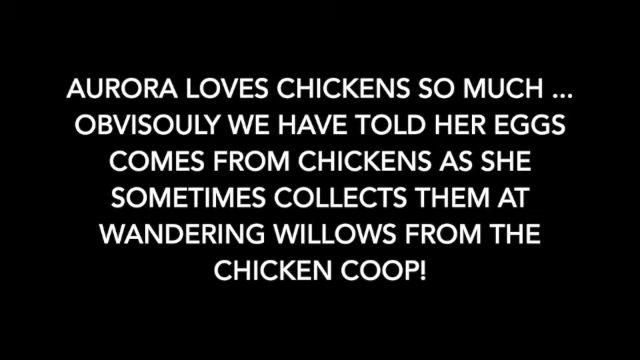 AURORA LOVES CHICKENS SO MUCH ...
OBVISOULY WE HAVE TOLD HER EGGS
COMES FROM CHICKENS AS SHE
SOMETIMES COLLECTS THEM AT
WANDERING WILLOWS FROM THE
CHICKEN COOP!